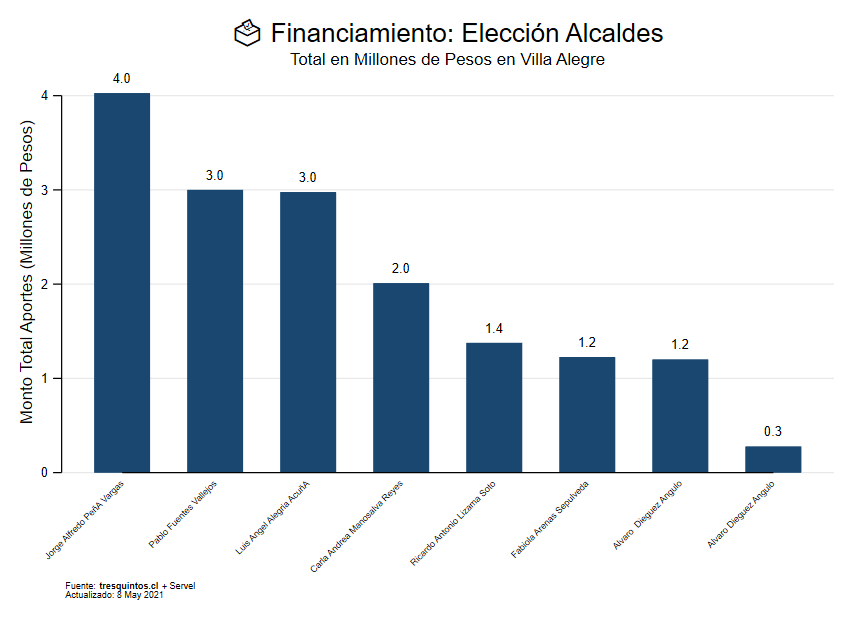 Financiamiento: Elección Alcaldes
Total en Millones de Pesos en Villa Alegre
Monto Total Aportes (Millones de Pesos)
4
3
2
1
0
4.0
3.0
3.0
2.0
1.4
1.2
1.2
0.3
Jorge Alfredo PeñA Vargas
Pablo Fuentes Vallejos
Luis Angel Alegria AcuñA
Carla Andrea Manosalva Reyes
Ricardo Antonio Lizama Soto
Fabiola Arenas Sepulveda
Alvaro  Dieguez Angulo
Alvaro Dieguez Angulo
Fuente: tresquintos.cl + Servel
Actualizado: 8 May 2021